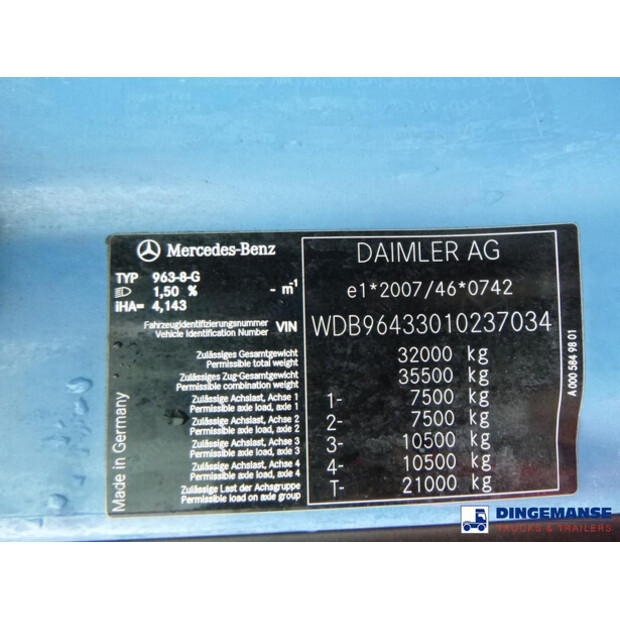 Mercedes-Benz
TYP 963-8-G
1,50 % - m⁻¹
iHA= 4,143
Fahrzeugidentifizierungsnummer
Vehicle Identification Number VIN
Zulässiges Gesamtgewicht
Permissible total weight
Zulässiges Zug-Gesamtgewicht
Permissible combination weight
Zulässige Achslast, Achse 1
Permissible axle load, axle 1
Zulässige Achslast, Achse 2
Permissible axle load, axle 2
Zulässige Achslast, Achse 3
Permissible axle load, axle 3
Zulässige Achslast, Achse 4
Permissible axle load, axle 4
Zulässige Last der Achsgruppe
Permissible load on axle group
Made in Germany
DAIMLER AG
e1*2007/46*0742
WDB96433010237034
32000 kg
35500 kg
1- 7500 kg
2- 7500 kg
3- 10500 kg
4- 10500 kg
T- 21000 kg
A 000 584 98 01
DINGEMANSE
TRUCKS & TRAILERS